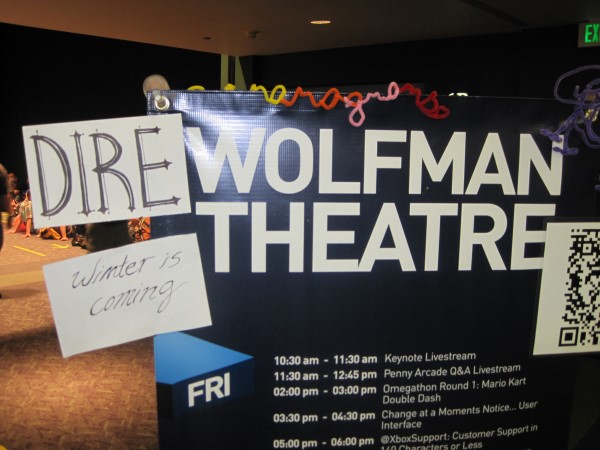 EX
DIRE
WOLFMAN
THEATRE
Winter is
coming
FRI
10:30 am - 11:30 am Keynote Livestream
11:30 am - 12:45 pm Penny Arcade Q&A Livestream
02:00 pm - 03:00 pm Omegathon Round 1: Mario Kart
Double Dash
03:30 pm - 04:30 pm Change at a Moments Notice... User
Interface
05:00 pm - 06:00 pm @XboxSupport: Customer Support in
140 Characters or Less